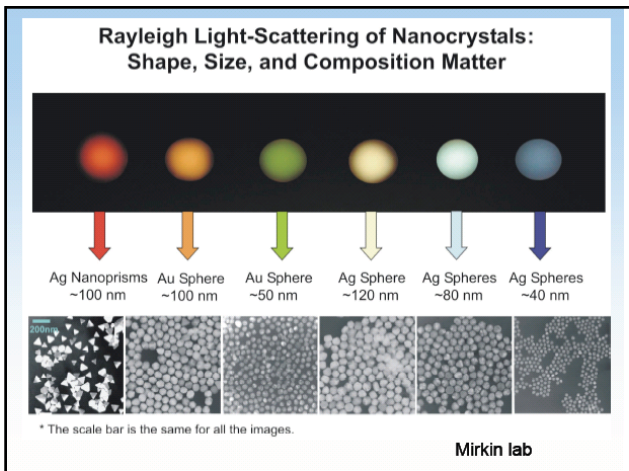 Rayleigh Light-Scattering of Nanocrystals:
Shape, Size, and Composition Matter
Ag Nanoprisms
~100 nm
Au Sphere
~100 nm
Au Sphere
~50 nm
Ag Sphere
~120 nm
Ag Spheres
~80 nm
Ag Spheres
~40 nm
200nm
* The scale bar is the same for all the images.
Mirkin lab